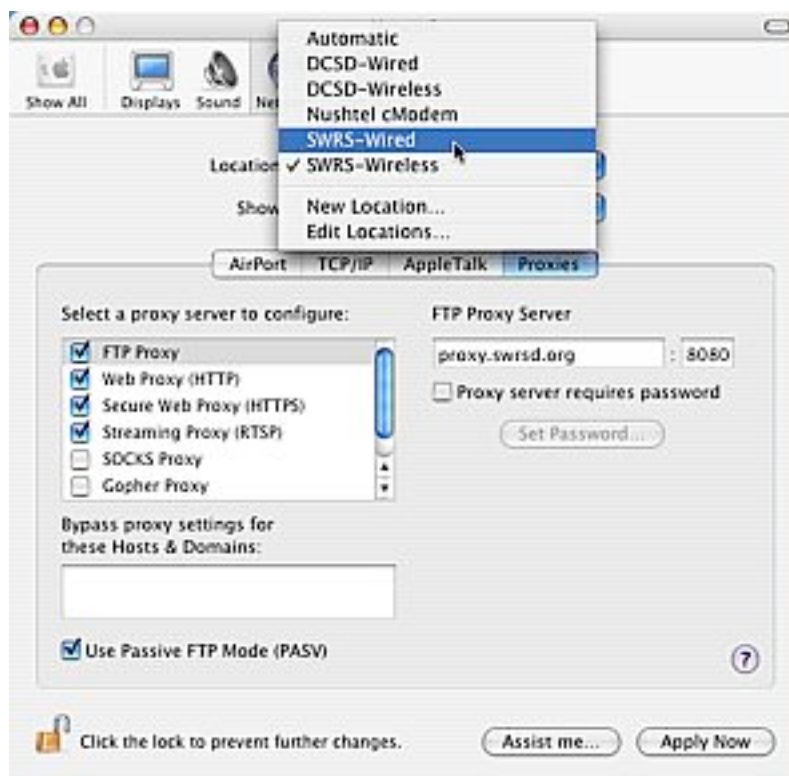 Automatic
DCSD-Wired
DCSD-Wireless
Nushtel cModem
SWRS-Wired
✓ SWRS-Wireless
New Location...
Edit Locations...
Show All Displays Sound
Location
Show
AirPort TCP/IP AppleTalk Proxies
Select a proxy server to configure:
FTP Proxy
Web Proxy (HTTP)
Secure Web Proxy (HTTPS)
Streaming Proxy (RTSP)
SOCKS Proxy
Gopher Proxy
FTP Proxy Server
proxy.swrsd.org : 8080
Proxy server requires password
Set Password...
Bypass proxy settings for
these Hosts & Domains:
Use Passive FTP Mode (PASV)
?
Click the lock to prevent further changes.
Assist me... Apply Now